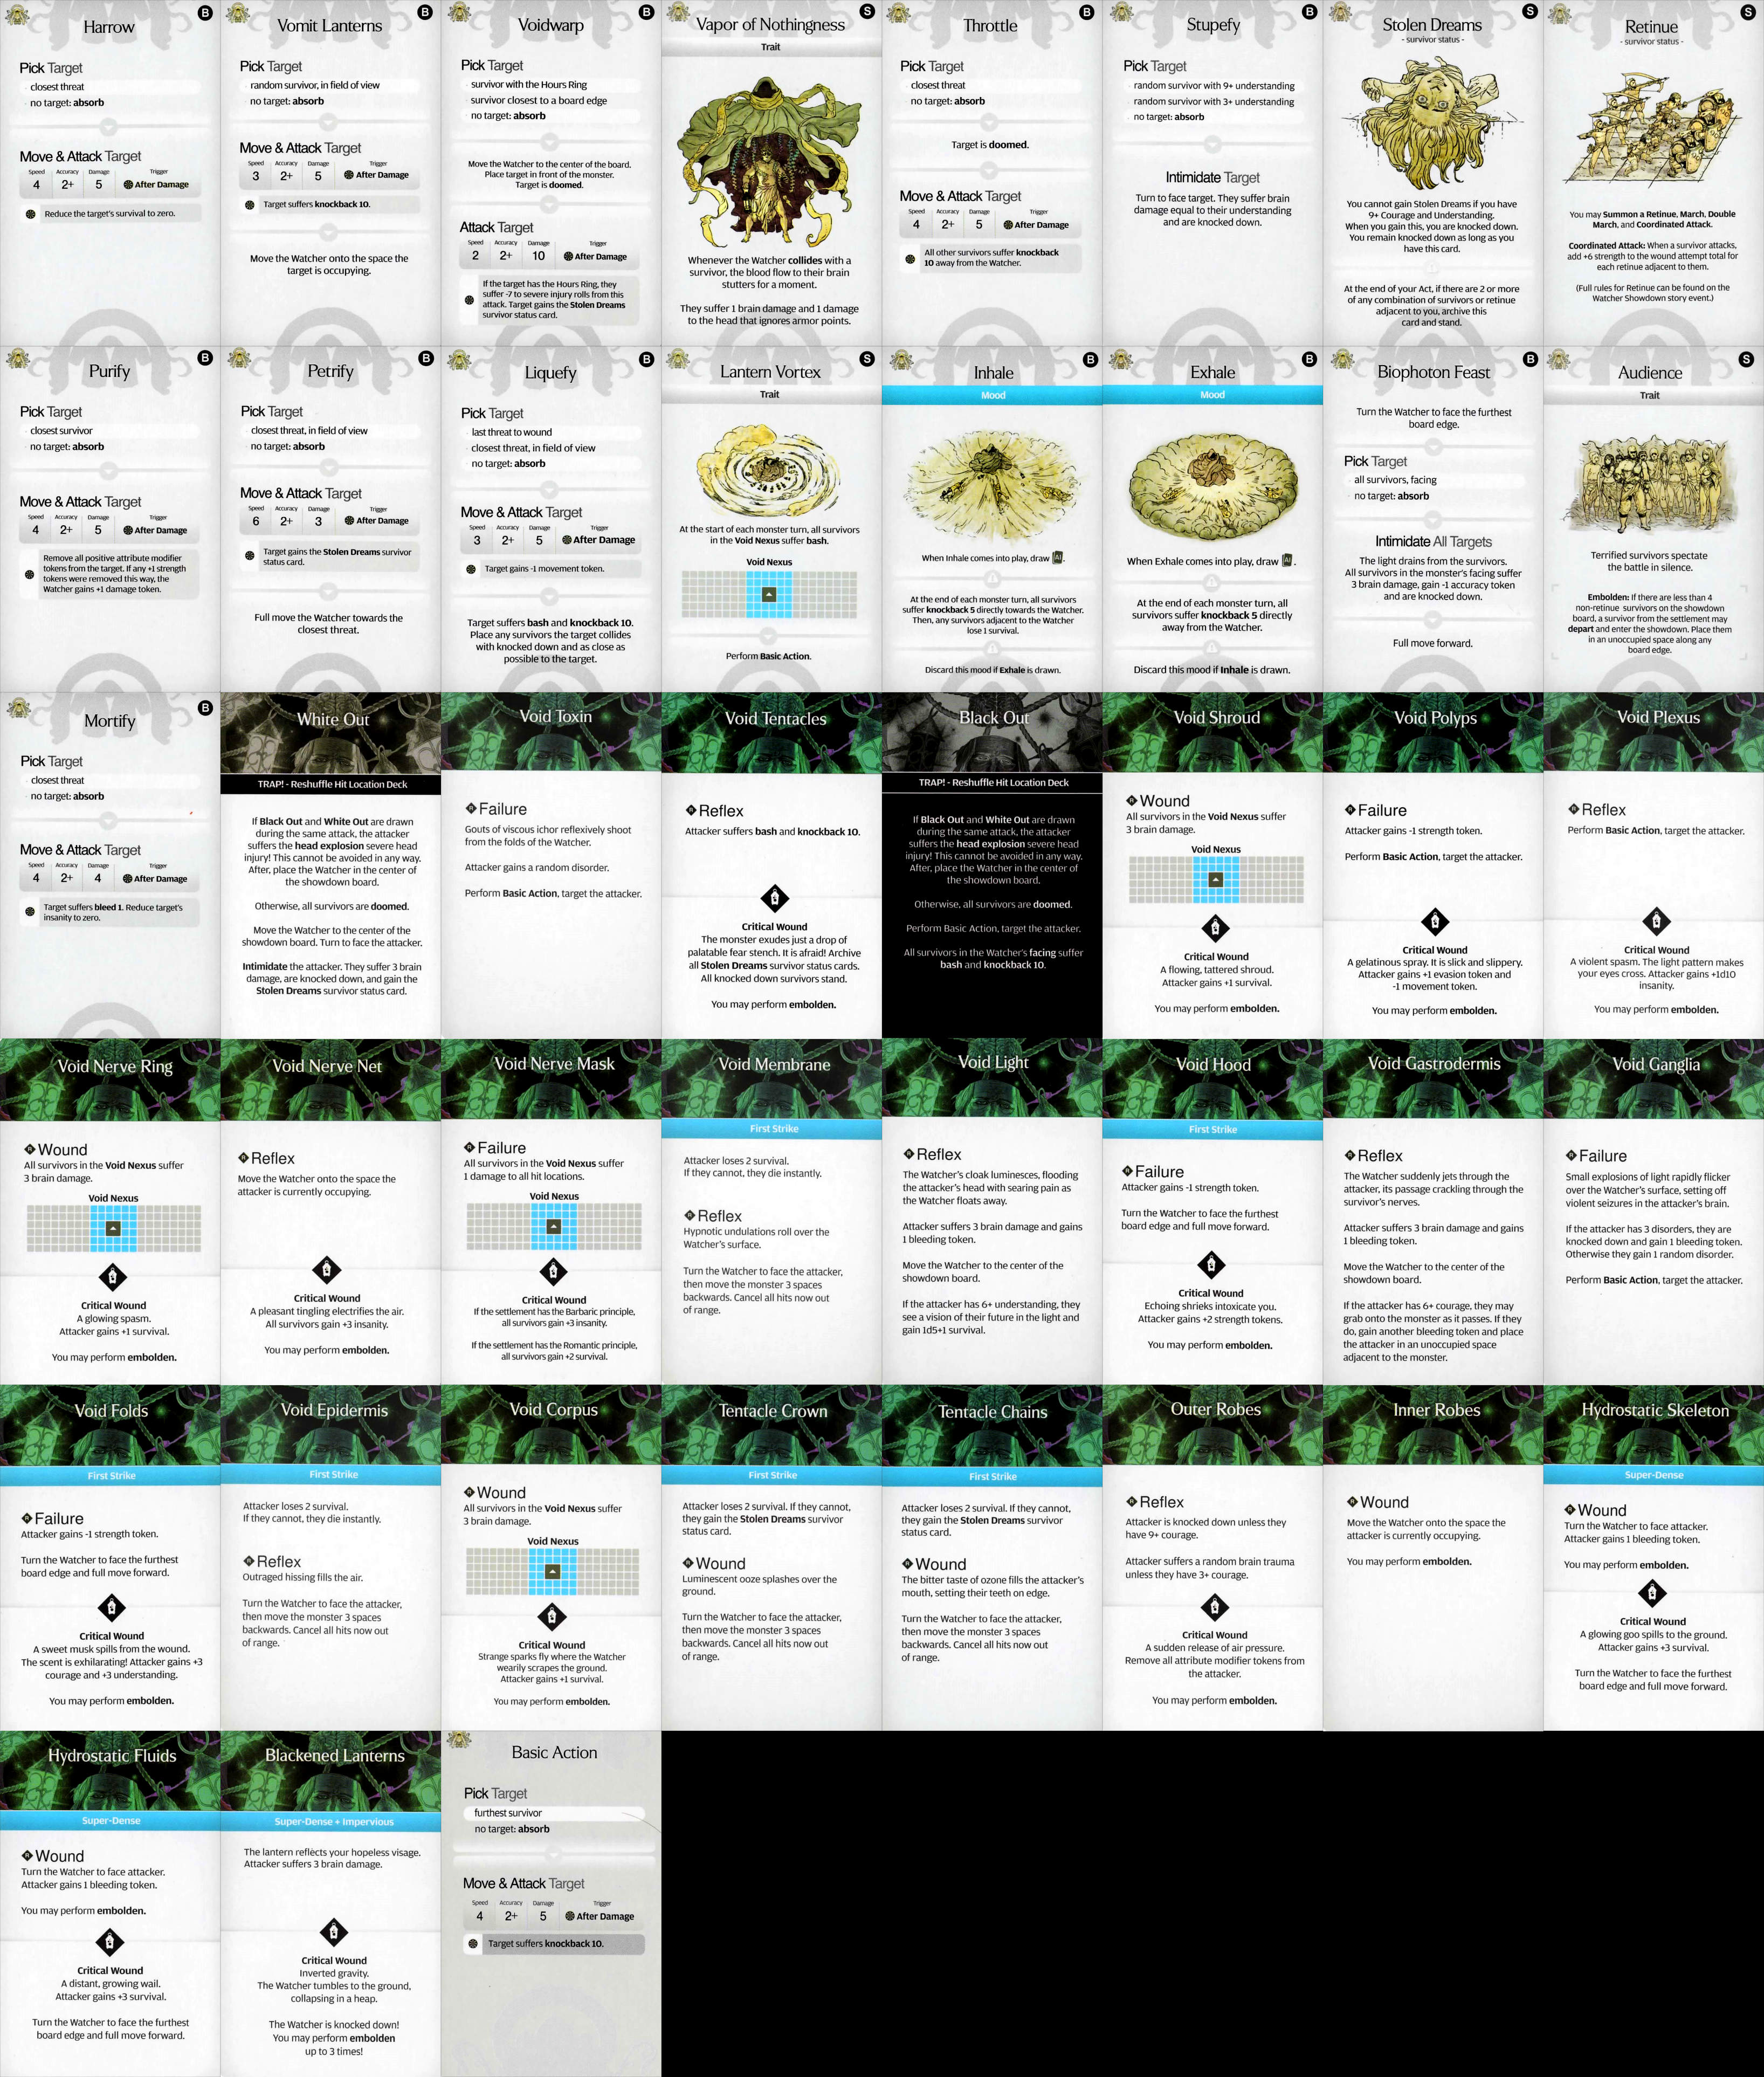 B
Harrow
Pick Target
closest threat
no target: absorb
Move & Attack Target
Speed Accuracy Damage Trigger
4 2+ 5 After Damage
Reduce the target's survival to zero.
B
Vomit Lanterns
Pick Target
random survivor, in field of view
no target: absorb
Move & Attack Target
Speed Accuracy Damage Trigger
3 2+ 5 After Damage
Target suffers knockback 10.
Move the Watcher onto the space the
target is occupying.
B
Voidwarp
Pick Target
survivor with the Hours Ring
survivor closest to a board edge
no target: absorb
Move the Watcher to the center of the board.
Place target in front of the monster.
Target is doomed.
Attack Target
Speed Accuracy Damage Trigger
2 2+ 10 After Damage
If the target has the Hours Ring, they
suffer -7 to severe injury rolls from this
attack. Target gains the Stolen Dreams
survivor status card.
S
Vapor of Nothingness
Trait
Whenever the Watcher collides with a
survivor, the blood flow to their brain
stutters for a moment.
They suffer 1 brain damage and 1 damage
to the head that ignores armor points.
B
Throttle
Pick Target
closest threat
no target: absorb
Target is doomed.
Move & Attack Target
Speed Accuracy Damage Trigger
4 2+ 5 After Damage
All other survivors suffer knockback
10 away from the Watcher.
B
Stupefy
Pick Target
random survivor with 9+ understanding
random survivor with 3+ understanding
no target: absorb
Intimidate Target
Turn to face target. They suffer brain
damage equal to their understanding
and are knocked down.
S
Stolen Dreams
- survivor status -
You cannot gain Stolen Dreams if you have
9+ Courage and Understanding.
When you gain this, you are knocked down.
You remain knocked down as long as you
have this card.
At the end of your Act, if there are 2 or more
of any combination of survivors or retinue
adjacent to you, archive this
card and stand.
S
Retinue
- survivor status -
You may Summon a Retinue, March, Double
March, and Coordinated Attack.
Coordinated Attack: When a survivor attacks,
add +6 strength to the wound attempt total for
each retinue adjacent to them.
(Full rules for Retinue can be found on the
Watcher Showdown story event.)
B
Purify
Pick Target
closest survivor
no target: absorb
Move & Attack Target
Speed Accuracy Damage Trigger
4 2+ 5 After Damage
Remove all positive attribute modifier
tokens from the target. If any +1 strength
tokens were removed this way, the
Watcher gains +1 damage token.
B
Petrify
Pick Target
closest threat, in field of view
no target: absorb
Move & Attack Target
Speed Accuracy Damage Trigger
6 2+ 3 After Damage
Target gains the Stolen Dreams survivor
status card.
Full move the Watcher towards the
closest threat.
B
Liquefy
Pick Target
last threat to wound
closest threat, in field of view
no target: absorb
Move & Attack Target
Speed Accuracy Damage Trigger
3 2+ 5 After Damage
Target gains -1 movement token.
Target suffers bash and knockback 10.
Place any survivors the target collides
with knocked down and as close as
possible to the target.
S
Lantern Vortex
Trait
At the start of each monster turn, all survivors
in the Void Nexus suffer bash.
Void Nexus
Perform Basic Action.
B
Inhale
Mood
When Inhale comes into play, draw AI.
At the end of each monster turn, all survivors
suffer knockback 5 directly towards the Watcher.
Then, any survivors adjacent to the Watcher
lose 1 survival.
Discard this mood if Exhale is drawn.
B
Exhale
Mood
When Exhale comes into play, draw AI.
At the end of each monster turn, all
survivors suffer knockback 5 directly
away from the Watcher.
Discard this mood if Inhale is drawn.
B
Biophoton Feast
Turn the Watcher to face the furthest
board edge.
Pick Target
all survivors, facing
no target: absorb
Intimidate All Targets
The light drains from the survivors.
All survivors in the monster's facing suffer
3 brain damage, gain -1 accuracy token
and are knocked down.
Full move forward.
S
Audience
Trait
Terrified survivors spectate
the battle in silence.
Embolden: If there are less than 4
non-retinue survivors on the showdown
board, a survivor from the settlement may
depart and enter the showdown. Place them
in an unoccupied space along any
board edge.
B
Mortify
Pick Target
closest threat
no target: absorb
Move & Attack Target
Speed Accuracy Damage Trigger
4 2+ 4 After Damage
Target suffers bleed 1. Reduce target's
insanity to zero.
White Out
TRAP! - Reshuffle Hit Location Deck
If Black Out and White Out are drawn
during the same attack, the attacker
suffers the head explosion severe head
injury! This cannot be avoided in any way.
After, place the Watcher in the center of
the showdown board.
Otherwise, all survivors are doomed.
Move the Watcher to the center of the
showdown board. Turn to face the attacker.
Intimidate the attacker. They suffer 3 brain
damage, are knocked down, and gain the
Stolen Dreams survivor status card.
Void Toxin
Failure
Gouts of viscous ichor reflexively shoot
from the folds of the Watcher.
Attacker gains a random disorder.
Perform Basic Action, target the attacker.
Void Tentacles
Reflex
Attacker suffers bash and knockback 10.
Critical Wound
The monster exudes just a drop of
palatable fear stench. It is afraid! Archive
all Stolen Dreams survivor status cards.
All knocked down survivors stand.
You may perform embolden.
Black Out
TRAP! - Reshuffle Hit Location Deck
If Black Out and White Out are drawn
during the same attack, the attacker
suffers the head explosion severe head
injury! This cannot be avoided in any way.
After, place the Watcher in the center of
the showdown board.
Otherwise, all survivors are doomed.
Perform Basic Action, target the attacker.
All survivors in the Watcher's facing suffer
bash and knockback 10.
Void Shroud
Wound
All survivors in the Void Nexus suffer
3 brain damage.
Void Nexus
Critical Wound
A flowing, tattered shroud.
Attacker gains +1 survival.
You may perform embolden.
Void Polyps
Failure
Attacker gains -1 strength token.
Perform Basic Action, target the attacker.
Critical Wound
A gelatinous spray. It is slick and slippery.
Attacker gains +1 evasion token and
-1 movement token.
You may perform embolden.
Void Plexus
Reflex
Perform Basic Action, target the attacker.
Critical Wound
A violent spasm. The light pattern makes
your eyes cross. Attacker gains +1d10
insanity.
You may perform embolden.
Void Nerve Ring
Wound
All survivors in the Void Nexus suffer
3 brain damage.
Void Nexus
Critical Wound
A glowing spasm.
Attacker gains +1 survival.
You may perform embolden.
Void Nerve Net
Reflex
Move the Watcher onto the space the
attacker is currently occupying.
Critical Wound
A pleasant tingling electrifies the air.
All survivors gain +3 insanity.
You may perform embolden.
Void Nerve Mask
Failure
All survivors in the Void Nexus suffer
1 damage to all hit locations.
Void Nexus
Critical Wound
If the settlement has the Barbaric principle,
all survivors gain +3 insanity.
If the settlement has the Romantic principle,
all survivors gain +2 survival.
Void Membrane
First Strike
Attacker loses 2 survival.
If they cannot, they die instantly.
Reflex
Hypnotic undulations roll over the
Watcher's surface.
Turn the Watcher to face the attacker,
then move the monster 3 spaces
backwards. Cancel all hits now out
of range.
Void Light
Reflex
The Watcher's cloak luminesces, flooding
the attacker's head with searing pain as
the Watcher floats away.
Attacker suffers 3 brain damage and gains
1 bleeding token.
Move the Watcher to the center of the
showdown board.
If the attacker has 6+ understanding, they
see a vision of their future in the light and
gain 1d5+1 survival.
Void Hood
First Strike
Failure
Attacker gains -1 strength token.
Turn the Watcher to face the furthest
board edge and full move forward.
Critical Wound
Echoing shrieks intoxicate you.
Attacker gains +2 strength tokens.
You may perform embolden.
Void Gastrodermis
Reflex
The Watcher suddenly jets through the
attacker, its passage crackling through the
survivor's nerves.
Attacker suffers 3 brain damage and gains
1 bleeding token.
Move the Watcher to the center of the
showdown board.
If the attacker has 6+ courage, they may
grab onto the monster as it passes. If they
do, gain another bleeding token and place
the attacker in an unoccupied space
adjacent to the monster.
Void Ganglia
Failure
Small explosions of light rapidly flicker
over the Watcher's surface, setting off
violent seizures in the attacker's brain.
If the attacker has 3 disorders, they are
knocked down and gain 1 bleeding token.
Otherwise they gain 1 random disorder.
Perform Basic Action, target the attacker.
Void Folds
First Strike
Failure
Attacker gains -1 strength token.
Turn the Watcher to face the furthest
board edge and full move forward.
Critical Wound
A sweet musk spills from the wound.
The scent is exhilarating! Attacker gains +3
courage and +3 understanding.
You may perform embolden.
Void Epidermis
First Strike
Attacker loses 2 survival.
If they cannot, they die instantly.
Reflex
Outraged hissing fills the air.
Turn the Watcher to face the attacker,
then move the monster 3 spaces
backwards. Cancel all hits now out
of range.
Void Corpus
Wound
All survivors in the Void Nexus suffer
3 brain damage.
Void Nexus
Critical Wound
Strange sparks fly where the Watcher
wearily scrapes the ground.
Attacker gains +1 survival.
You may perform embolden.
Tentacle Crown
First Strike
Attacker loses 2 survival. If they cannot,
they gain the Stolen Dreams survivor
status card.
Wound
Luminescent ooze splashes over the
ground.
Turn the Watcher to face the attacker,
then move the monster 3 spaces
backwards. Cancel all hits now out
of range.
Tentacle Chains
First Strike
Attacker loses 2 survival. If they cannot,
they gain the Stolen Dreams survivor
status card.
Wound
The bitter taste of ozone fills the attacker's
mouth, setting their teeth on edge.
Turn the Watcher to face the attacker,
then move the monster 3 spaces
backwards. Cancel all hits now out
of range.
Outer Robes
Reflex
Attacker is knocked down unless they
have 9+ courage.
Attacker suffers a random brain trauma
unless they have 3+ courage.
Critical Wound
A sudden release of air pressure.
Remove all attribute modifier tokens from
the attacker.
You may perform embolden.
Inner Robes
Wound
Move the Watcher onto the space the
attacker is currently occupying.
You may perform embolden.
Hydrostatic Skeleton
Super-Dense
Wound
Turn the Watcher to face attacker.
Attacker gains 1 bleeding token.
You may perform embolden.
Critical Wound
A glowing goo spills to the ground.
Attacker gains +3 survival.
Turn the Watcher to face the furthest
board edge and full move forward.
Hydrostatic Fluids
Super-Dense
Wound
Turn the Watcher to face attacker.
Attacker gains 1 bleeding token.
You may perform embolden.
Critical Wound
A distant, growing wail.
Attacker gains +3 survival.
Turn the Watcher to face the furthest
board edge and full move forward.
Blackened Lanterns
Super-Dense + Impervious
The lantern reflects your hopeless visage.
Attacker suffers 3 brain damage.
Critical Wound
Inverted gravity.
The Watcher tumbles to the ground,
collapsing in a heap.
The Watcher is knocked down!
You may perform embolden
up to 3 times!
Basic Action
Pick Target
furthest survivor
no target: absorb
Move & Attack Target
Speed Accuracy Damage Trigger
4 2+ 5 After Damage
Target suffers knockback 10.